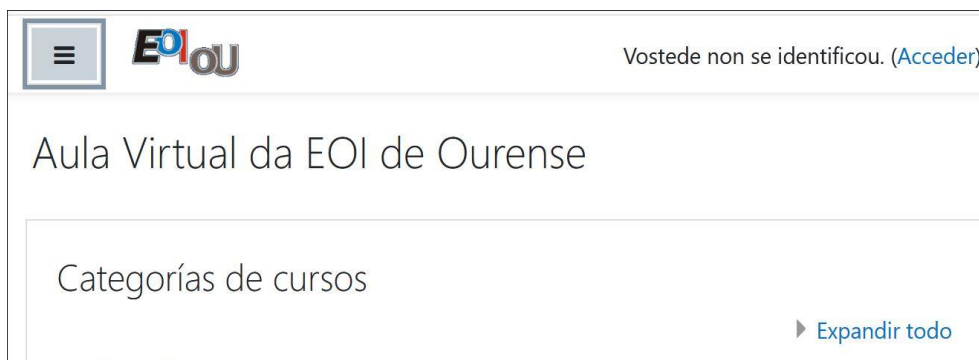 EOI OU
Vostede non se identificou. (Acceder)
Aula Virtual da EOI de Ourense
Categorías de cursos
Expandir todo